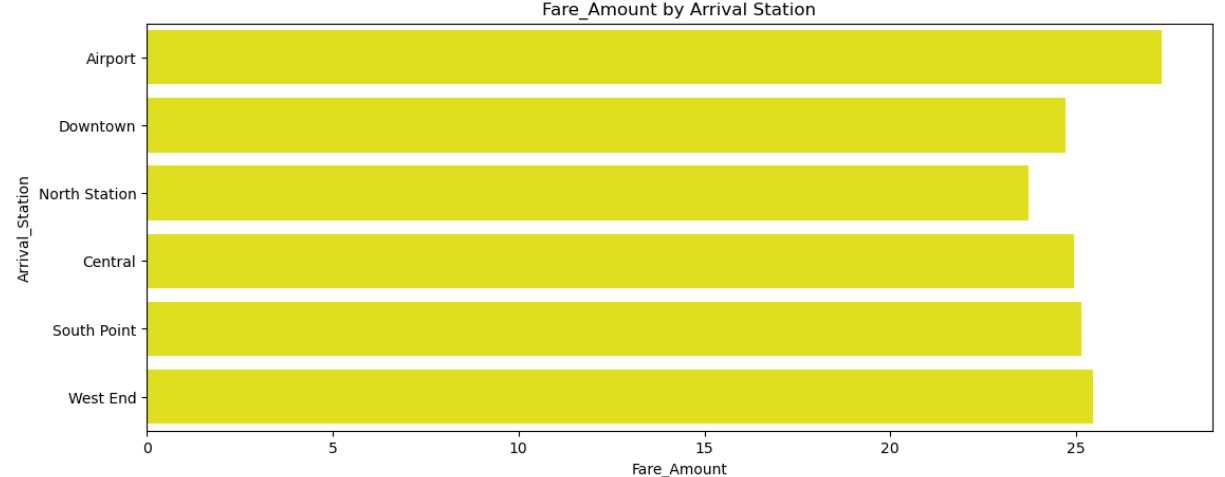 Fare_Amount by Arrival Station
Arrival_Station
Airport
Downtown
North Station
Central
South Point
West End
0 5 10 15 20 25
Fare_Amount